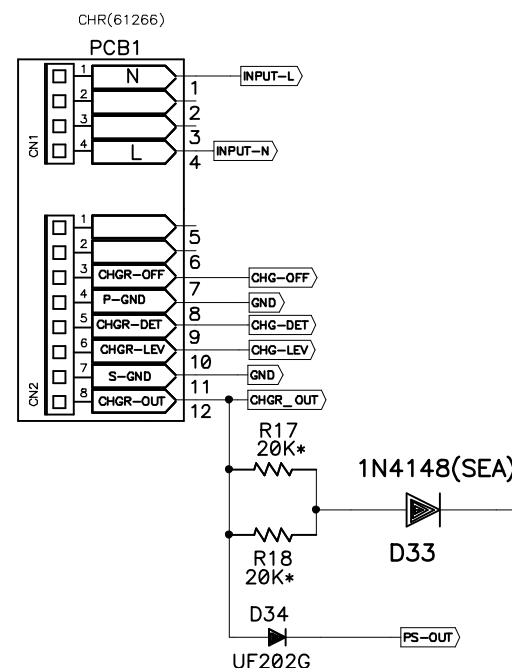 CHR(61266)
PCB1
CN1
1 N INPUT-L
1
2
2
3
3
4 L INPUT-N
4
CN2
1
5
2
6
3 CHGR-OFF CHG-OFF
7
4 P-GND GND
8
5 CHGR-DET CHG-DET
9
6 CHGR-LEV CHG-LEV
10
7 S-GND GND
11
8 CHGR-OUT CHGR_OUT
12
R17
20K*
1N4148(SEA)
R18
20K*
D33
D34
PS-OUT
UF202G